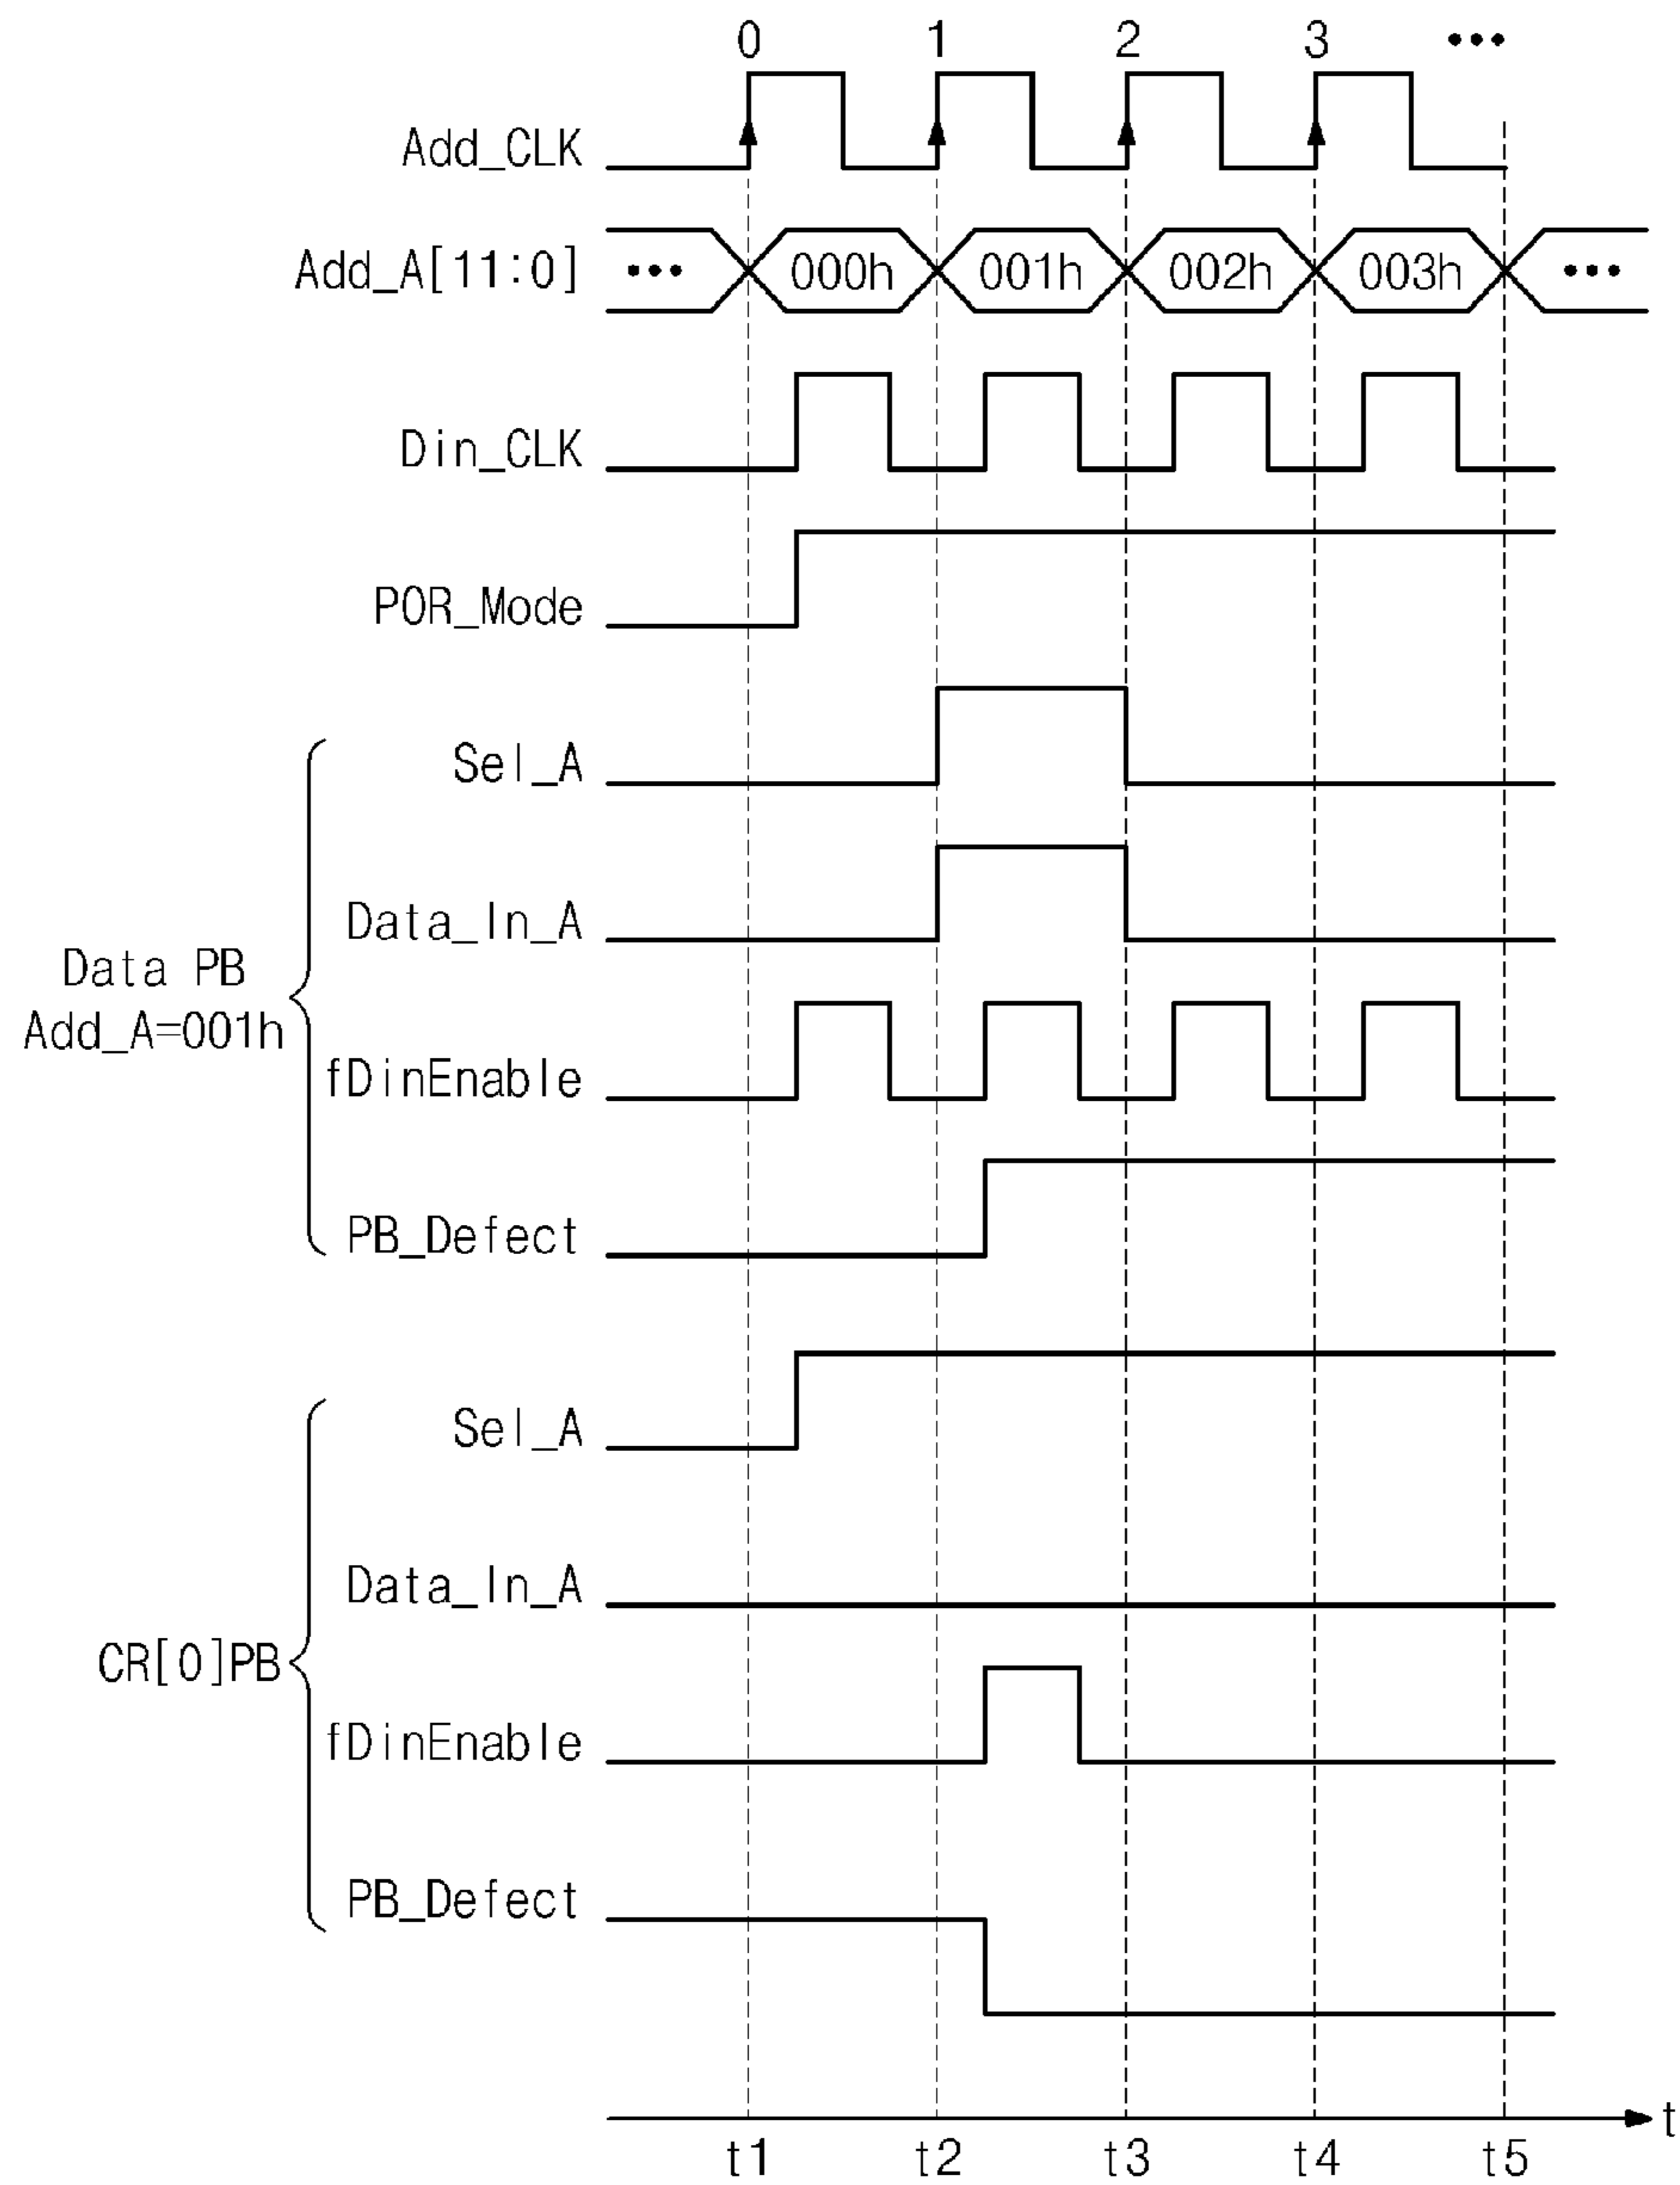 0 1 2 3 •••
Add_CLK
Add_A[11:0] ••• 000h 001h 002h 003h •••
Din_CLK
POR_Mode
Sel_A
Data_In_A
Data PB
Add_A=001h
fDinEnable
PB_Defect
Sel_A
Data_In_A
CR[0]PB
fDinEnable
PB_Defect
t
t1 t2 t3 t4 t5